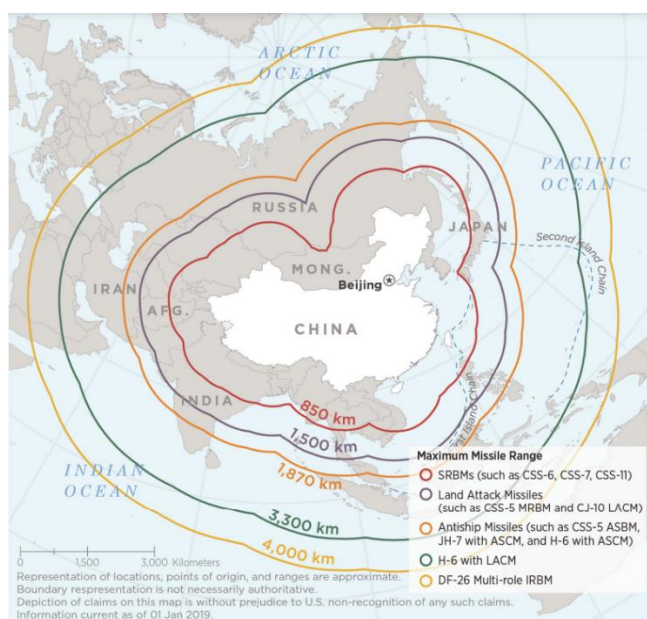 ARCTIC
OCEAN
PACIFIC
OCEAN
RUSSIA
JAPAN
Second Island Chain
MONG.
Beijing
IRAN
AFG.
CHINA
INDIA
850 km
Island Chain
1,500 km
1,870 km
INDIAN
OCEAN
3,300 km
4,000 km
Maximum Missile Range
SRBMs (such as CSS-6, CSS-7, CSS-11)
Land Attack Missiles
(such as CSS-5 MRBM and CJ-10 LACM)
Antiship Missiles (such as CSS-5 ASBM,
JH-7 with ASCM, and H-6 with ASCM)
H-6 with LACM
DF-26 Multi-role IRBM
0 1,500 3,000 Kilometers
Representation of locations, points of origin, and ranges are approximate.
Boundary respresentation is not necessarily authoritative.
Depiction of claims on this map is without prejudice to U.S. non-recognition of any such claims.
Information current as of 01 Jan 2019.